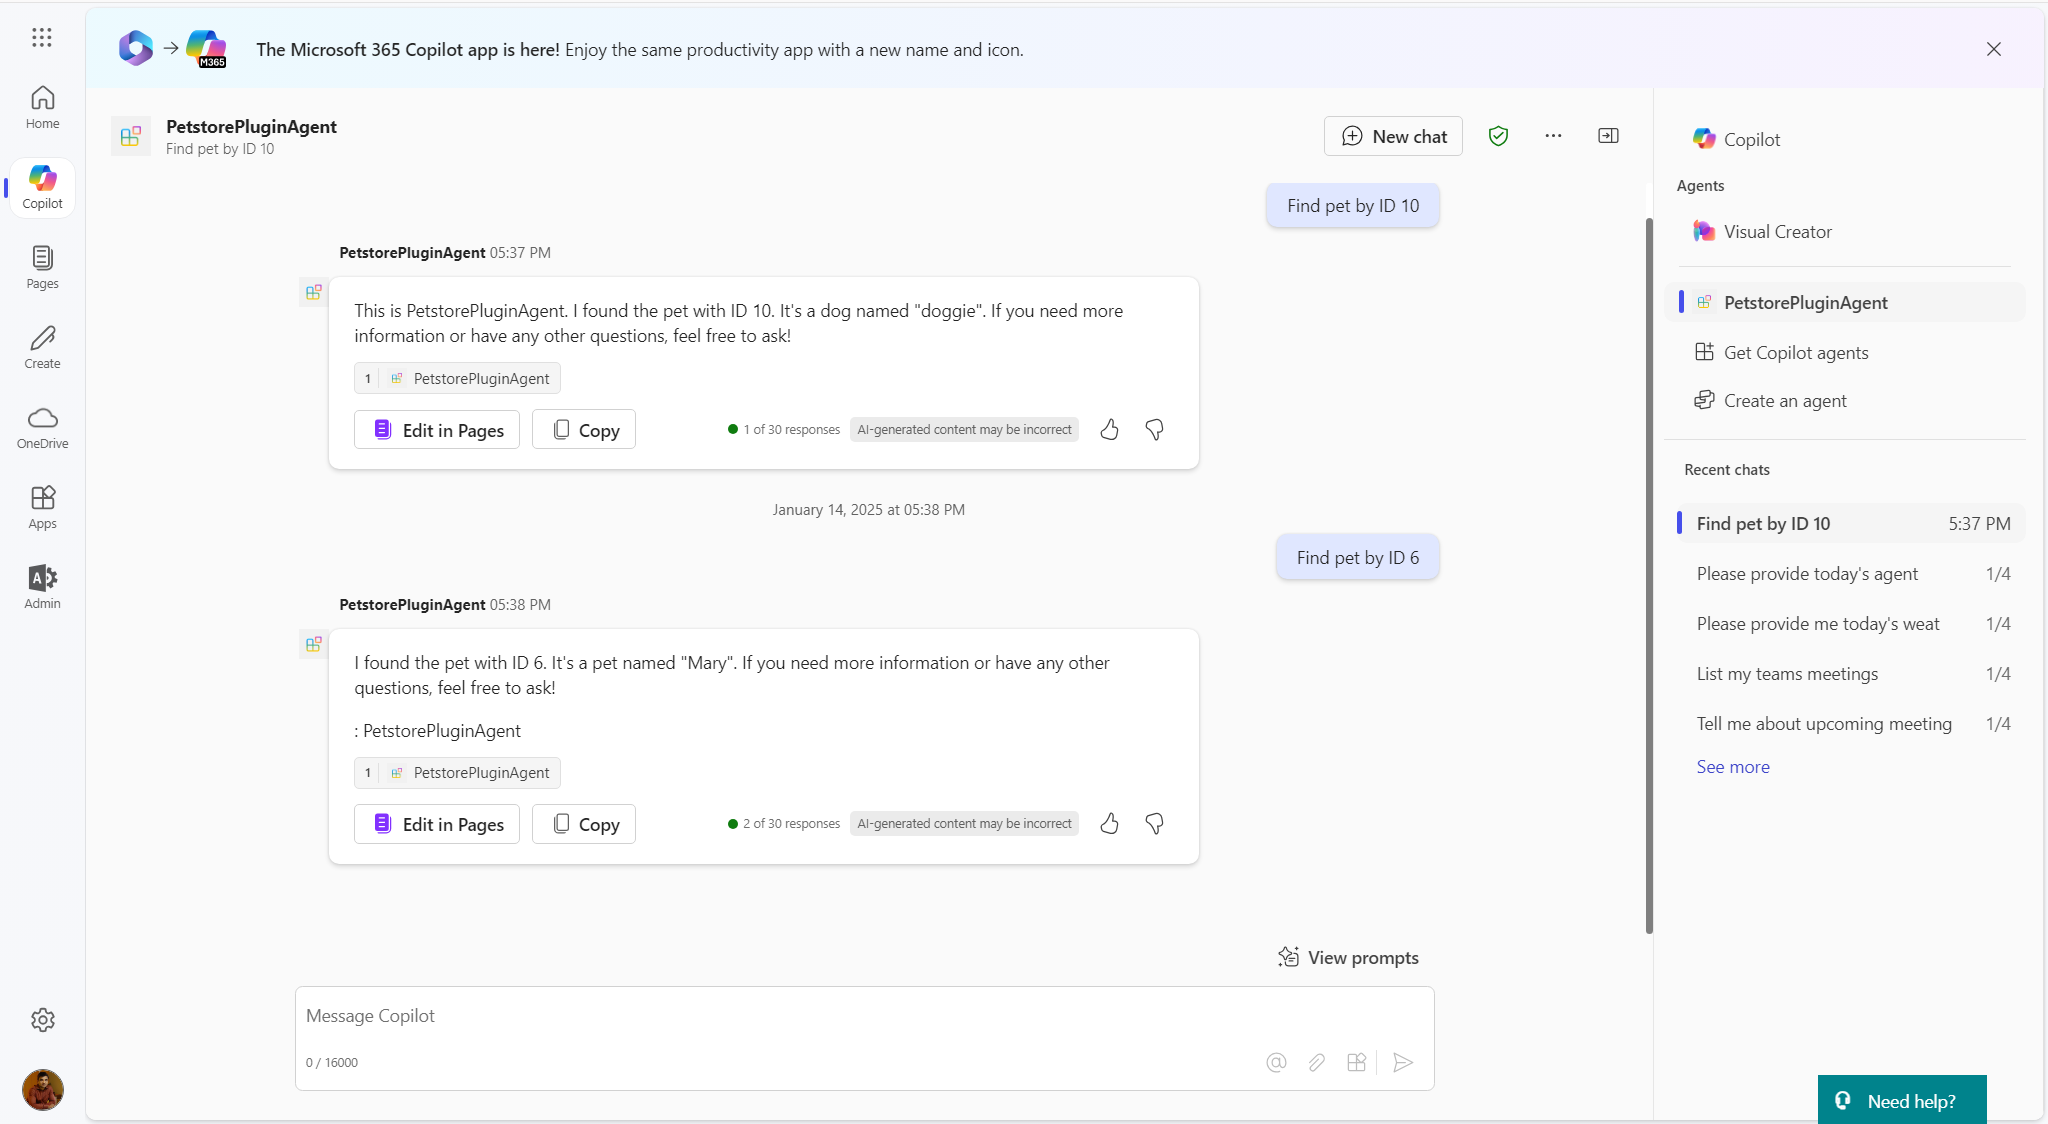 M365
The Microsoft 365 Copilot app is here! Enjoy the same productivity app with a new name and icon.
Home
Copilot
Pages
Create
OneDrive
Apps
A
Admin
PetstorePluginAgent
Find pet by ID 10
New chat
Find pet by ID 10
PetstorePluginAgent 05:37 PM
This is PetstorePluginAgent. I found the pet with ID 10. It's a dog named "doggie". If you need more
information or have any other questions, feel free to ask!
1 PetstorePluginAgent
Edit in Pages Copy 1 of 30 responses AI-generated content may be incorrect
January 14, 2025 at 05:38 PM
Find pet by ID 6
PetstorePluginAgent 05:38 PM
I found the pet with ID 6. It's a pet named "Mary". If you need more information or have any other
questions, feel free to ask!
: PetstorePluginAgent
1 PetstorePluginAgent
Edit in Pages Copy 2 of 30 responses AI-generated content may be incorrect
View prompts
Message Copilot
0 / 16000
Copilot
Agents
Visual Creator
PetstorePluginAgent
Get Copilot agents
Create an agent
Recent chats
Find pet by ID 10 5:37 PM
Please provide today's agent 1/4
Please provide me today's weat 1/4
List my teams meetings 1/4
Tell me about upcoming meeting 1/4
See more
Need help?